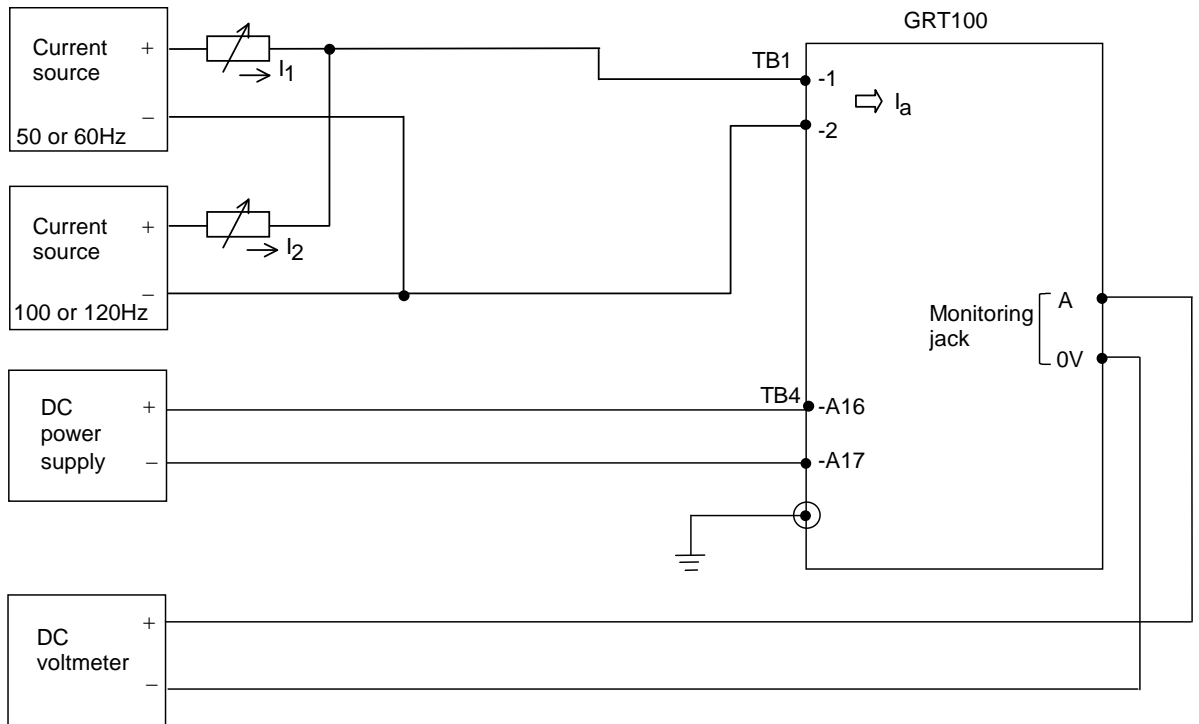 GRT100
Current
source
+
−
50 or 60Hz
I1
TB1
-1
-2
Ia
Current
source
+
−
100 or 120Hz
I2
Monitoring
jack
A
0V
DC
power
supply
+
−
TB4
-A16
-A17
DC
voltmeter
+
−